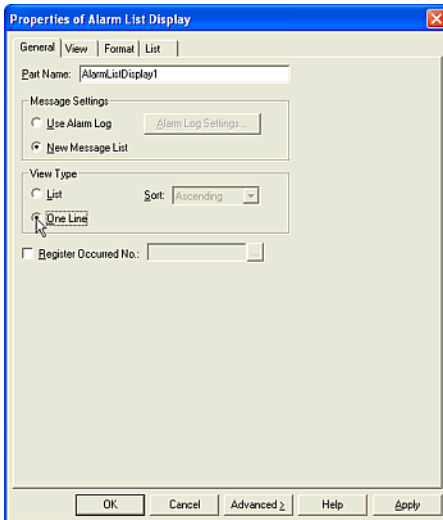 Properties of Alarm List Display
General View Format List
Part Name: AlarmListDisplay1
Message Settings
Use Alarm Log Alarm Log Settings...
New Message List
View Type
List Sort: Ascending
One Line
Register Occurred No.: ...
OK Cancel Advanced > Help Apply